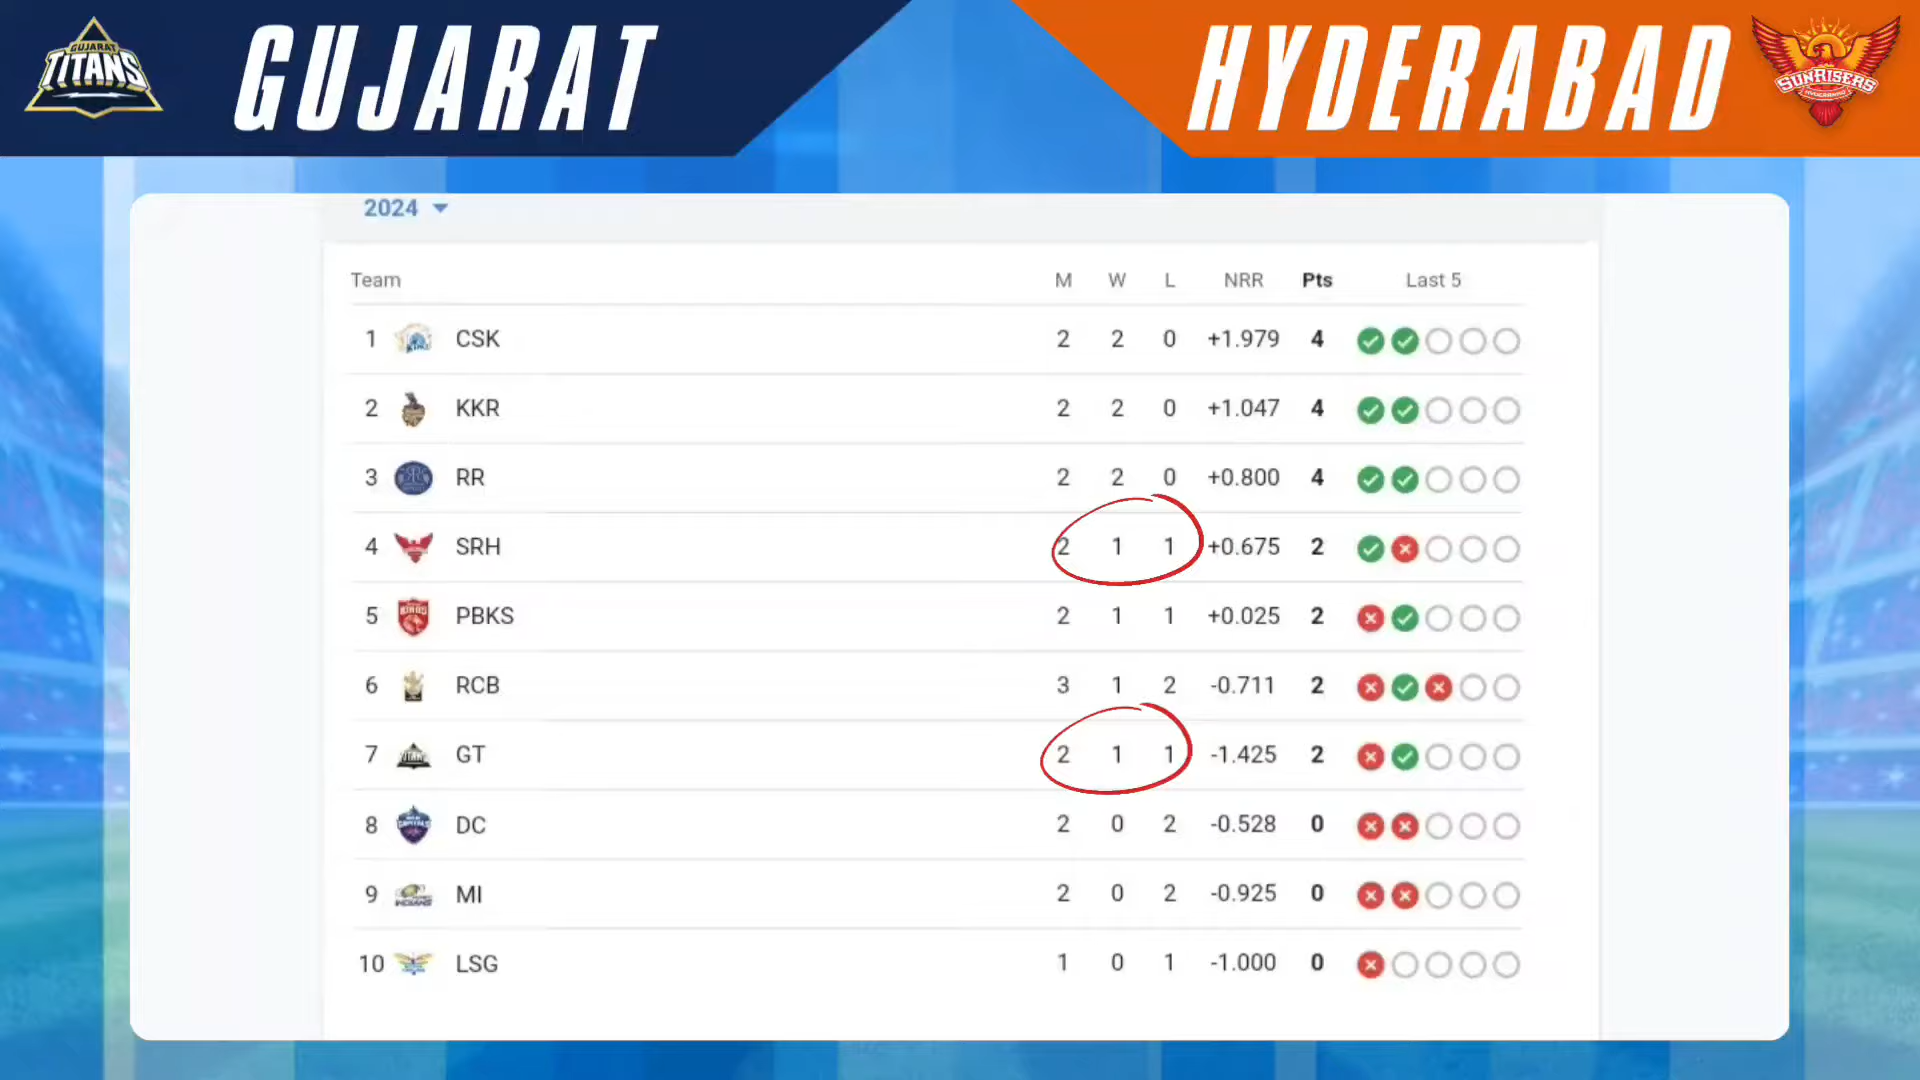 GUJARAT
TITANS
GUJARAT
HYDERABAD
SUNRISERS
HYDERABAD
2024
Team M W L NRR Pts Last 5
1 CSK 2 2 0 +1.979 4
2 KKR 2 2 0 +1.047 4
3 RR 2 2 0 +0.800 4
4 SRH 2 1 1 +0.675 2
5 PBKS 2 1 1 +0.025 2
6 RCB 3 1 2 -0.711 2
7 GT 2 1 1 -1.425 2
8 DC 2 0 2 -0.528 0
9 MI 2 0 2 -0.925 0
10 LSG 1 0 1 -1.000 0